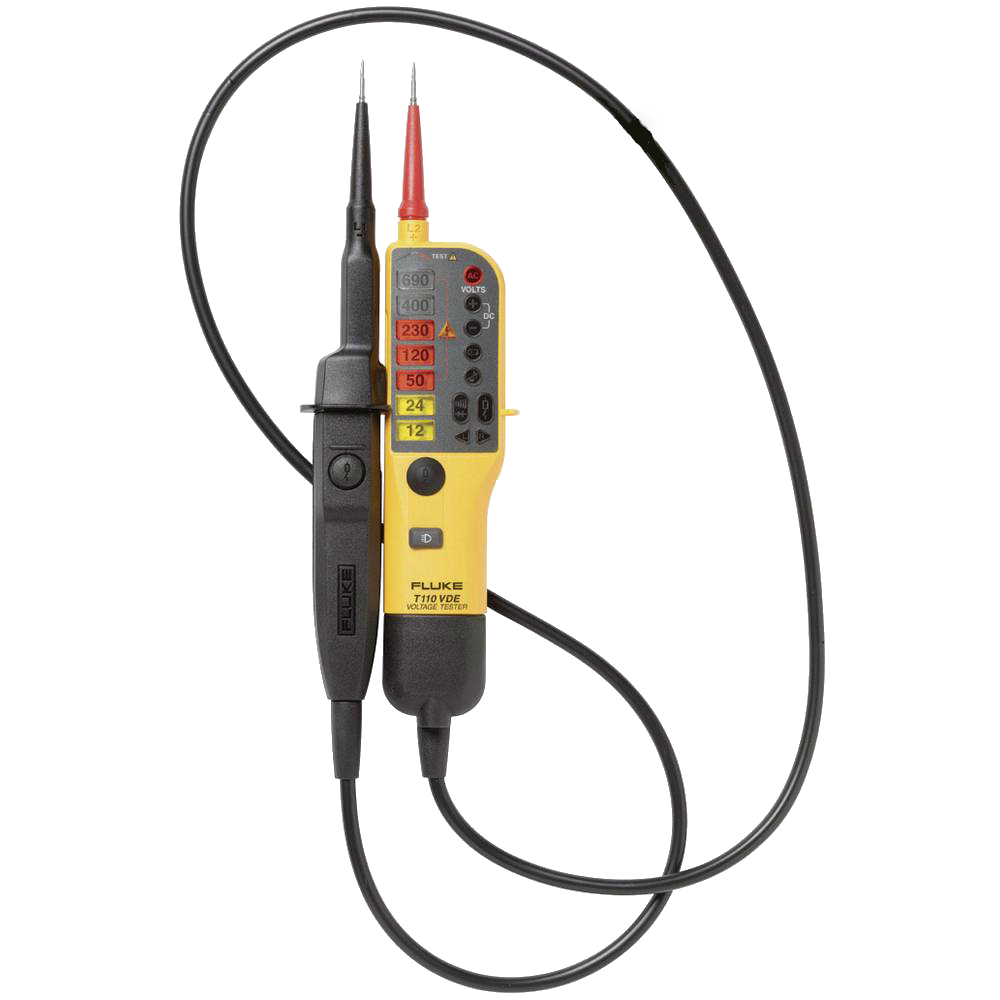 L2
+
TEST
690
AC
VOLTS
400
+
DC
230
-
120
50
24
12
FLUKE
T110 VDE
VOLTAGE TESTER
FLUKE